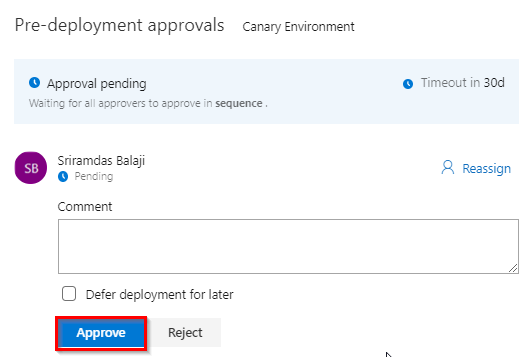 Pre-deployment approvals Canary Environment
Approval pending Timeout in 30d
Waiting for all approvers to approve in sequence .
SB Sriramdas Balaji
Pending Reassign
Comment
Defer deployment for later
Approve Reject